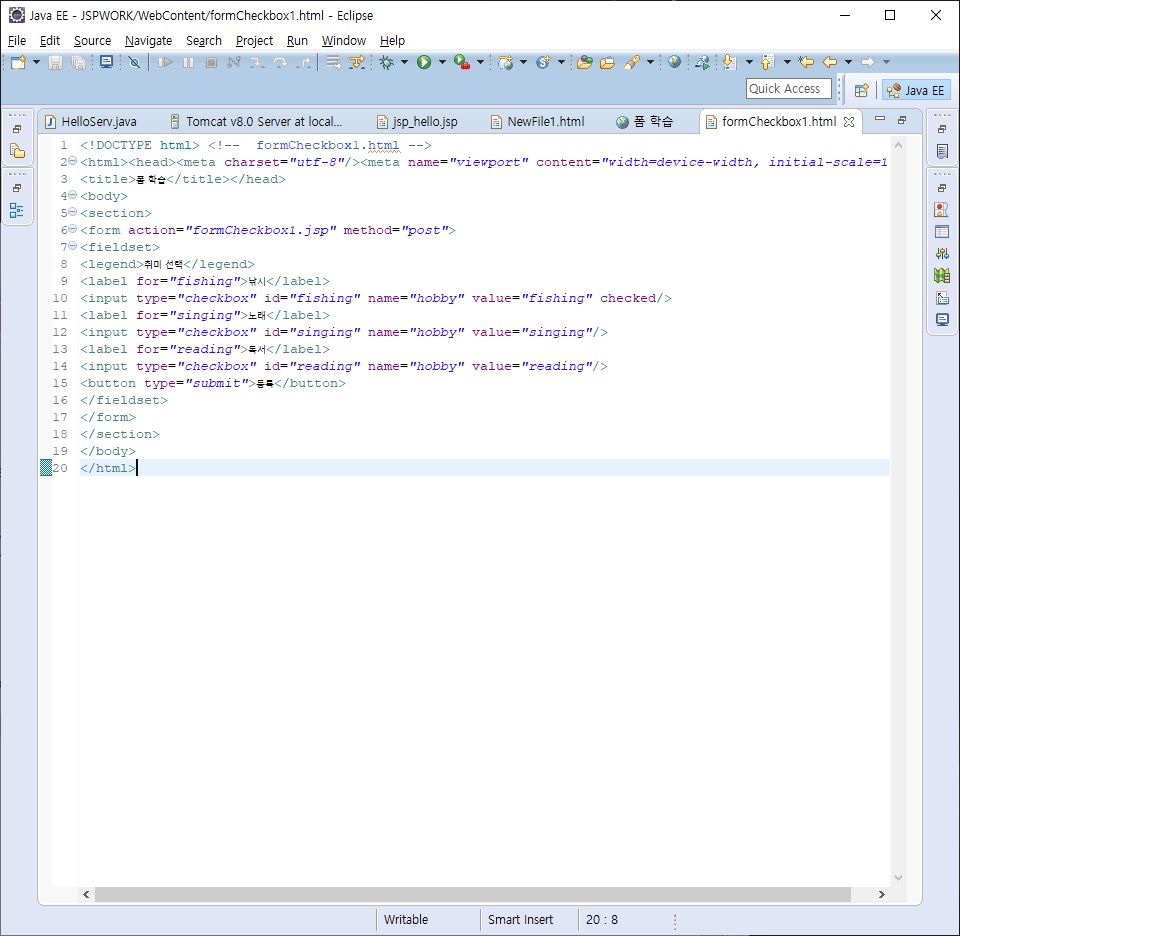 Java EE - JSPWORK/WebContent/formCheckbox1.html - Eclipse
File Edit Source Navigate Search Project Run Window Help
Quick Access
Java EE
HelloServ.java
Tomcat v8.0 Server at local...
jsp_hello.jsp
NewFile1.html
폼 학습
formCheckbox1.html
1 <!DOCTYPE html> <!--  formCheckbox1.html -->
2 <html><head><meta charset="utf-8"/><meta name="viewport" content="width=device-width, initial-scale=1
3 <title>폼 학습</title></head>
4 <body>
5 <section>
6 <form action="formCheckbox1.jsp" method="post">
7 <fieldset>
8 <legend>취미 선택</legend>
9 <label for="fishing">낚시</label>
10 <input type="checkbox" id="fishing" name="hobby" value="fishing" checked/>
11 <label for="singing">노래</label>
12 <input type="checkbox" id="singing" name="hobby" value="singing"/>
13 <label for="reading">독서</label>
14 <input type="checkbox" id="reading" name="hobby" value="reading"/>
15 <button type="submit">등록</button>
16 </fieldset>
17 </form>
18 </section>
19 </body>
20 </html>
Writable
Smart Insert
20 : 8